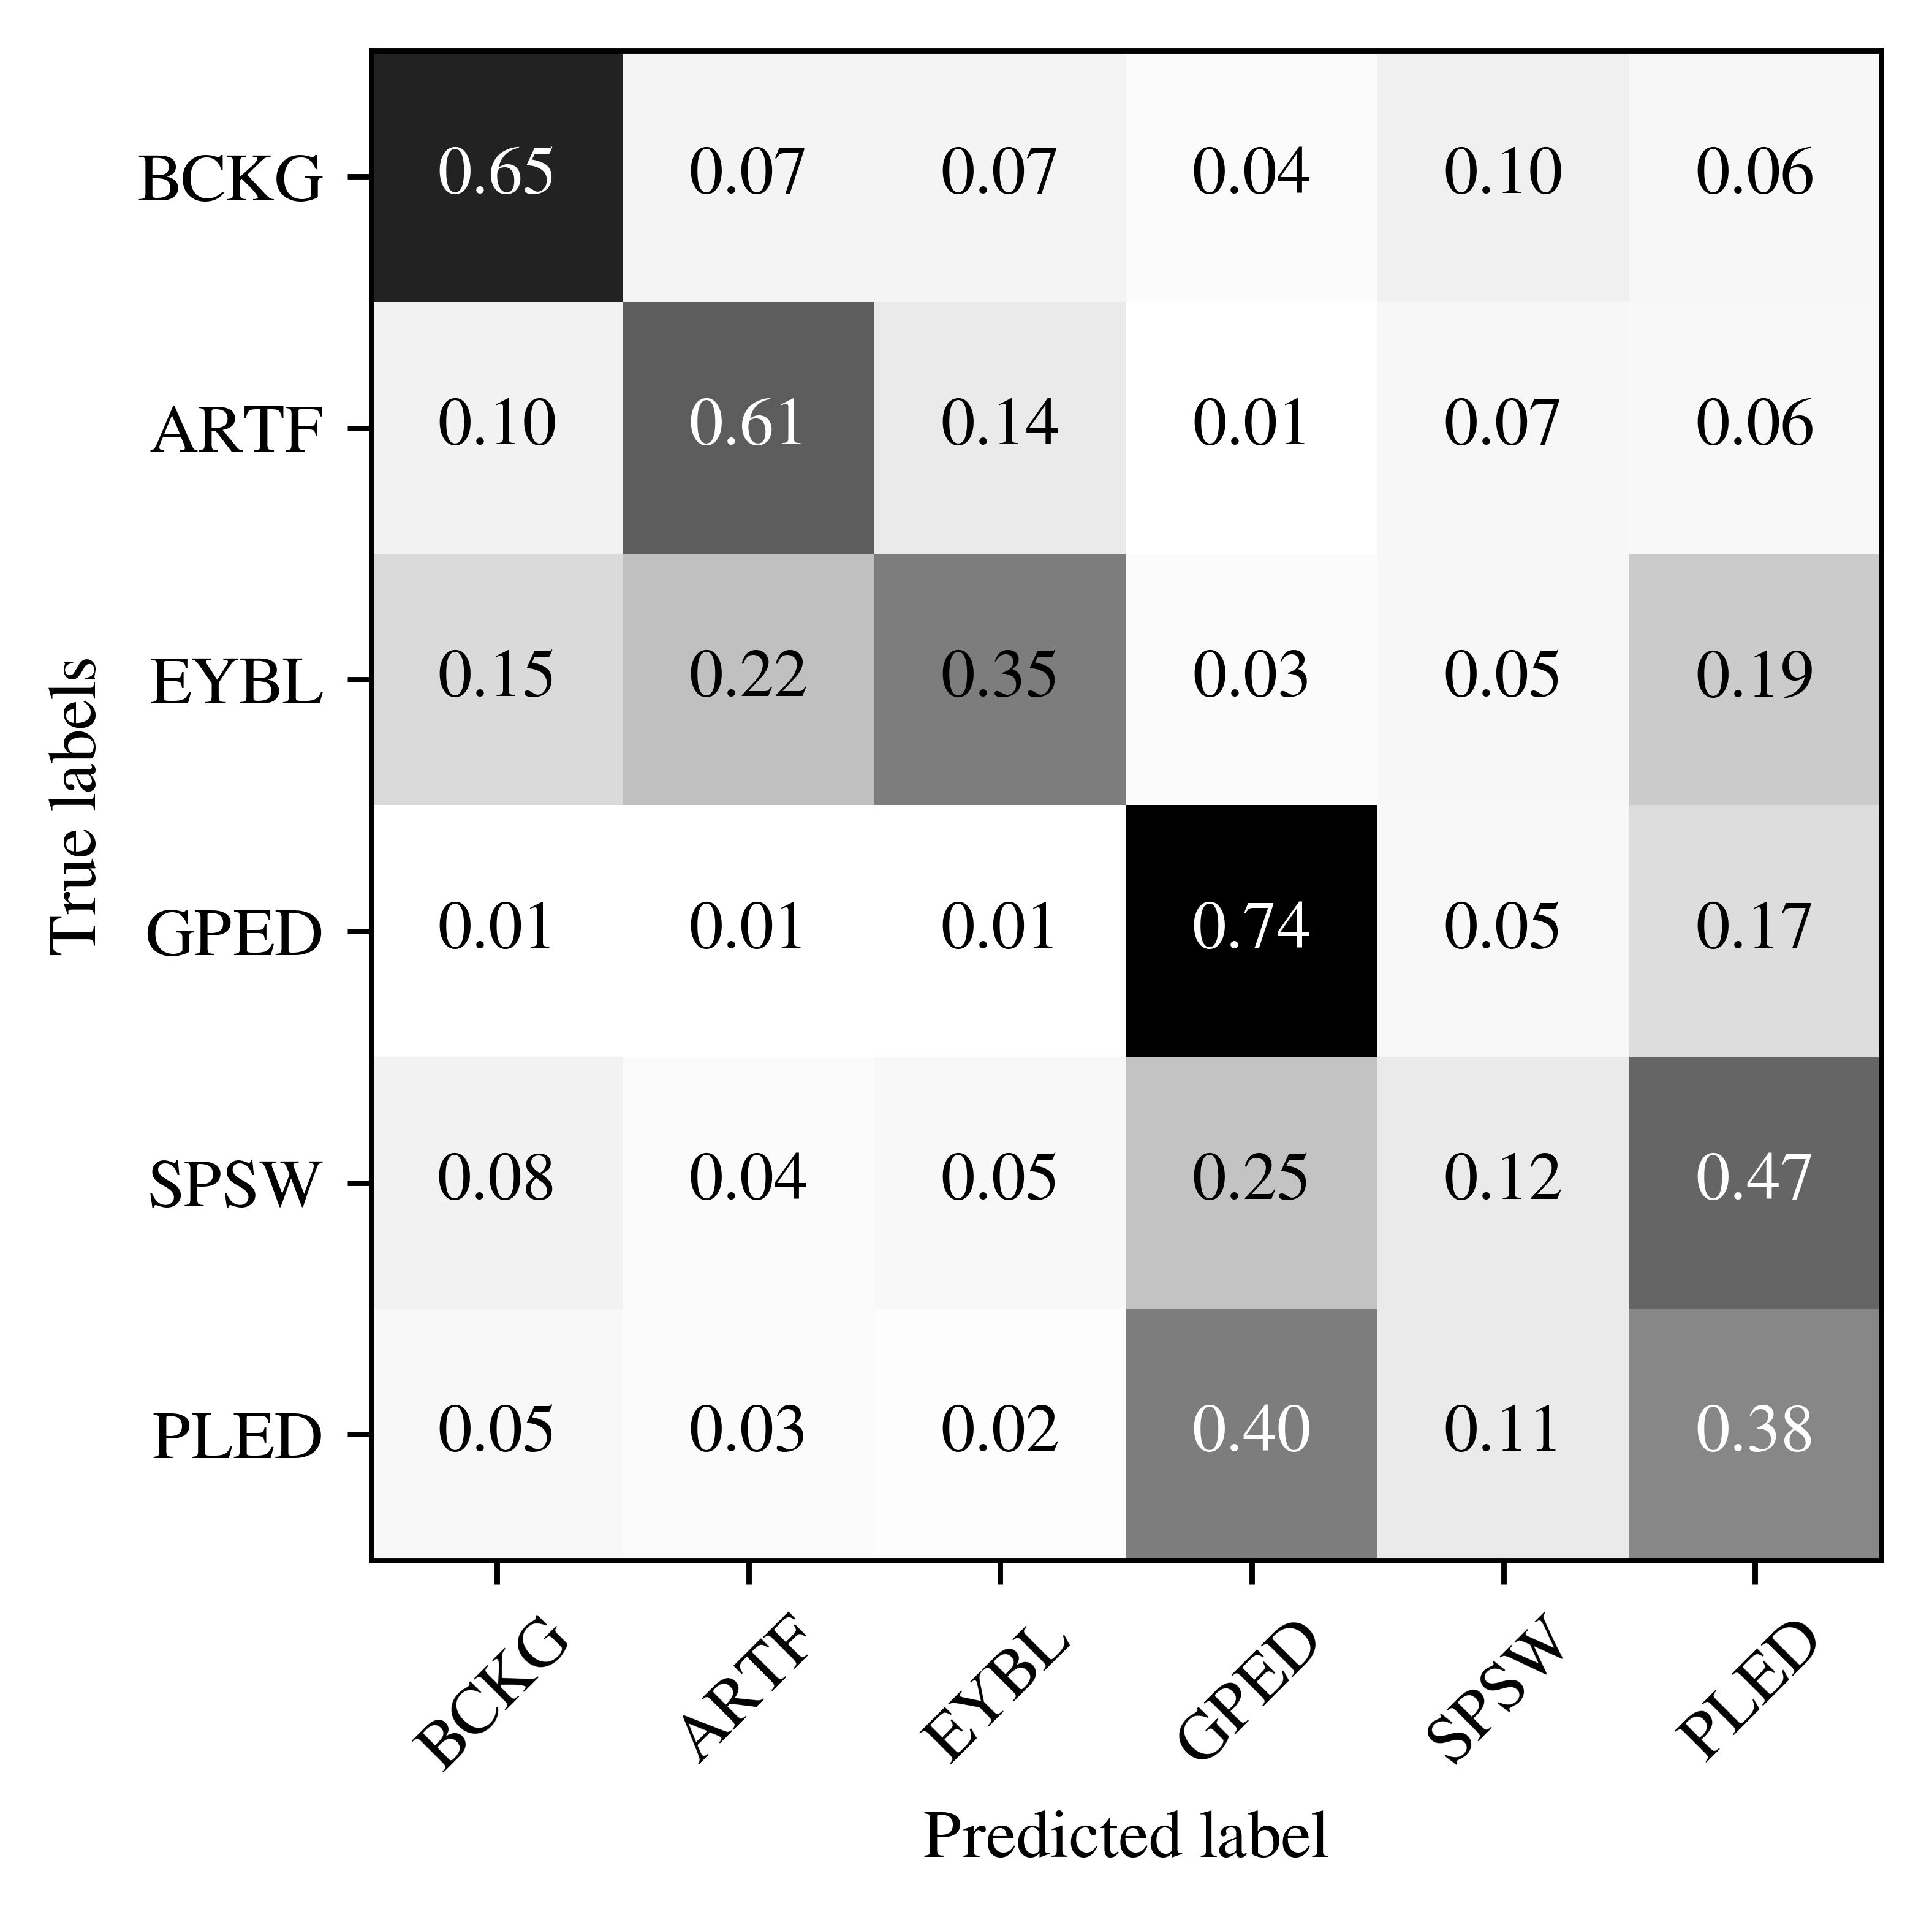 BCKG 0.65 0.07 0.07 0.04 0.10 0.06
ARTF 0.10 0.61 0.14 0.01 0.07 0.06
EYBL 0.15 0.22 0.35 0.03 0.05 0.19
GPED 0.01 0.01 0.01 0.74 0.05 0.17
SPSW 0.08 0.04 0.05 0.25 0.12 0.47
PLED 0.05 0.03 0.02 0.40 0.11 0.38
True labels
BCKG ARTF EYBL GPED SPSW PLED
Predicted label